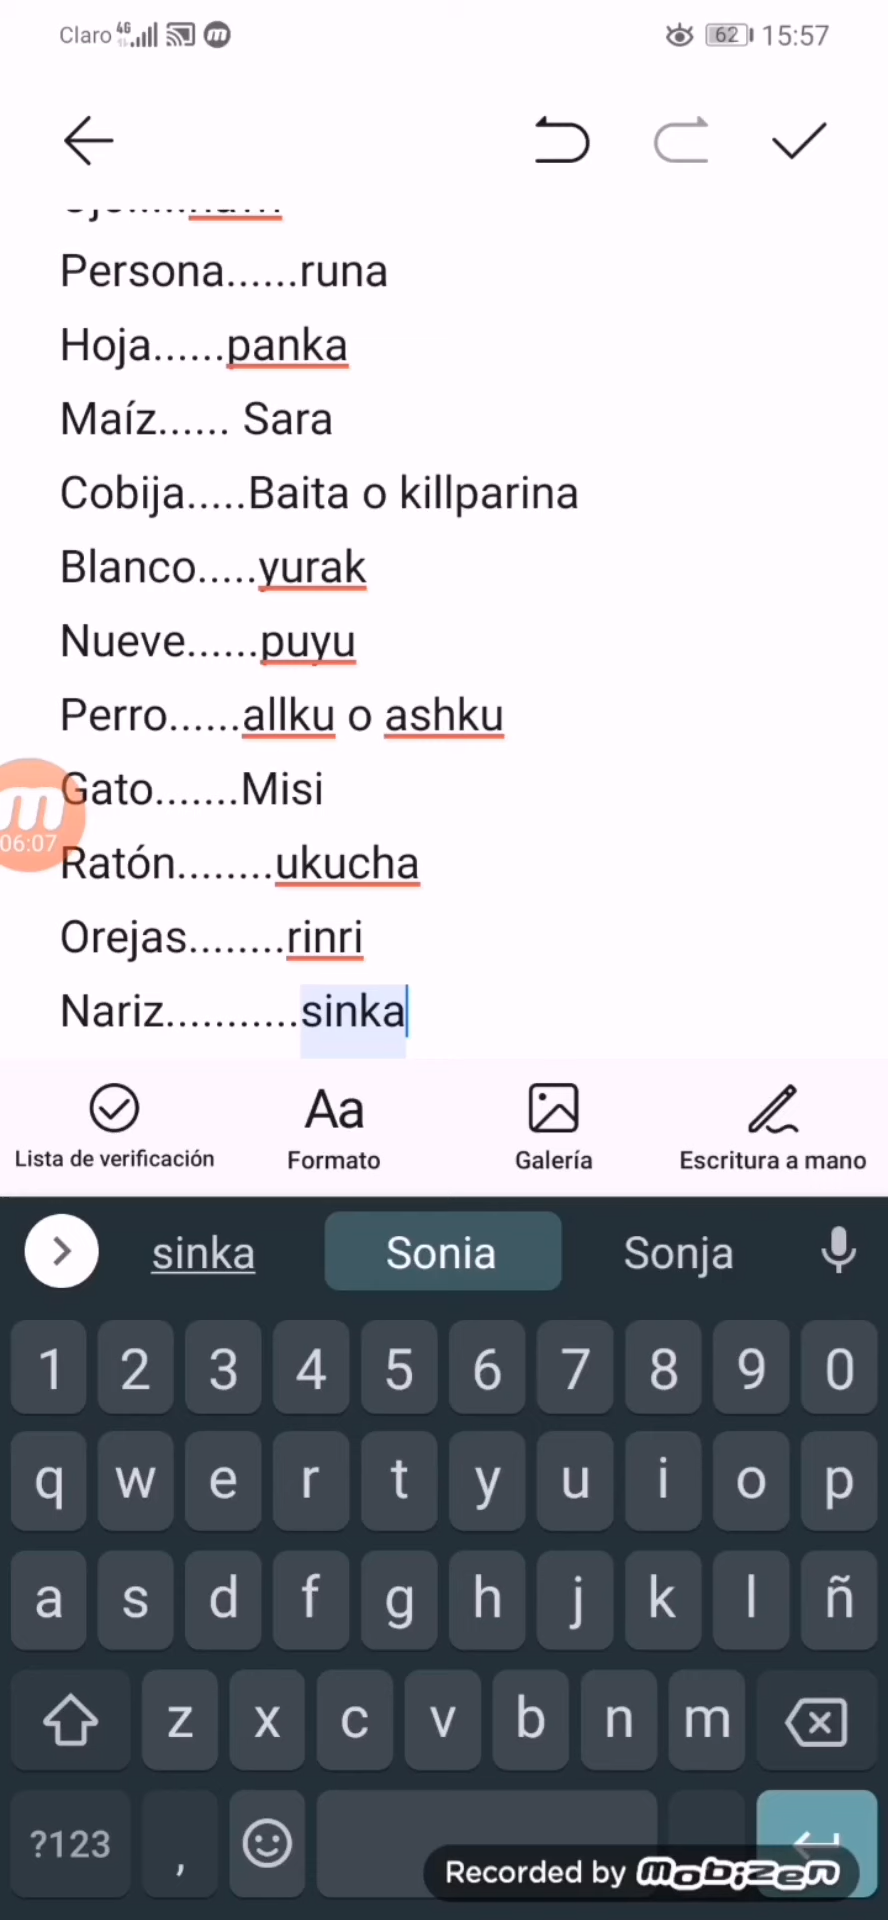 Claro 4G 62 15:57
Persona......runa
Hoja......panka
Maíz...... Sara
Cobija.....Baita o killparina
Blanco.....yurak
Nueve......puyu
Perro......allku o ashku
Gato.......Misi
06:07
Ratón........ukucha
Orejas........rinri
Nariz...........sinka
Lista de verificación Aa Formato Galería Escritura a mano
sinka Sonia Sonja
1 2 3 4 5 6 7 8 9 0
q w e r t y u i o p
a s d f g h j k l ñ
z x c v b n m
?123 ,
Recorded by mobizen